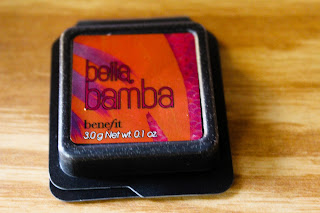 bella
bamba
benefit
3.0 g Net wt. 0.1 oz